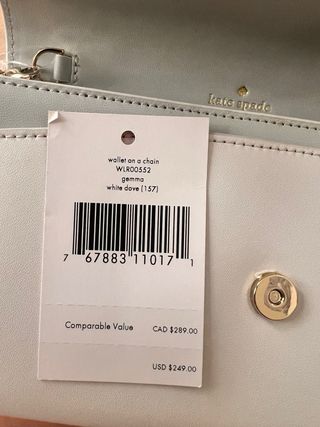 kate spade
wallet on a chain
WLR00552
gemma
white dove (157)
7 67883 11017 1
Comparable Value CAD $289.00
USD $249.00